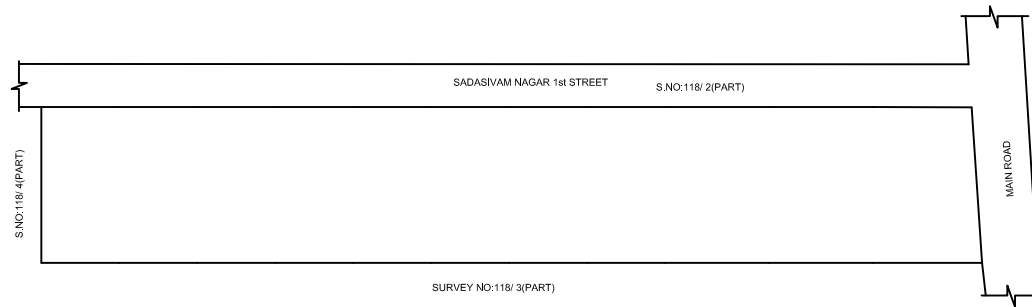 SADASIVAM NAGAR 1st STREET
S.NO:118/ 2(PART)
S.NO:118/ 4(PART)
MAIN ROAD
SURVEY NO:118/ 3(PART)